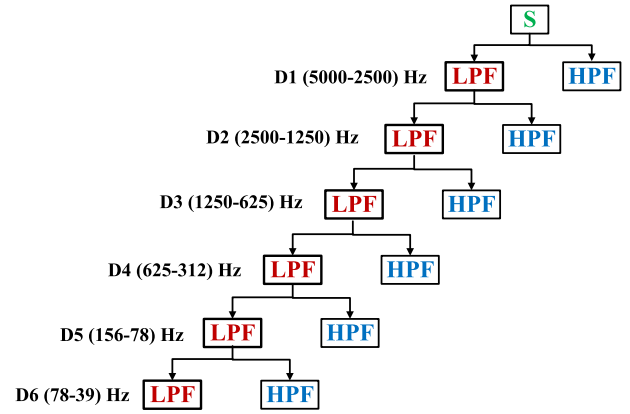 S
D1 (5000-2500) Hz LPF HPF
D2 (2500-1250) Hz LPF HPF
D3 (1250-625) Hz LPF HPF
D4 (625-312) Hz LPF HPF
D5 (156-78) Hz LPF HPF
D6 (78-39) Hz LPF HPF